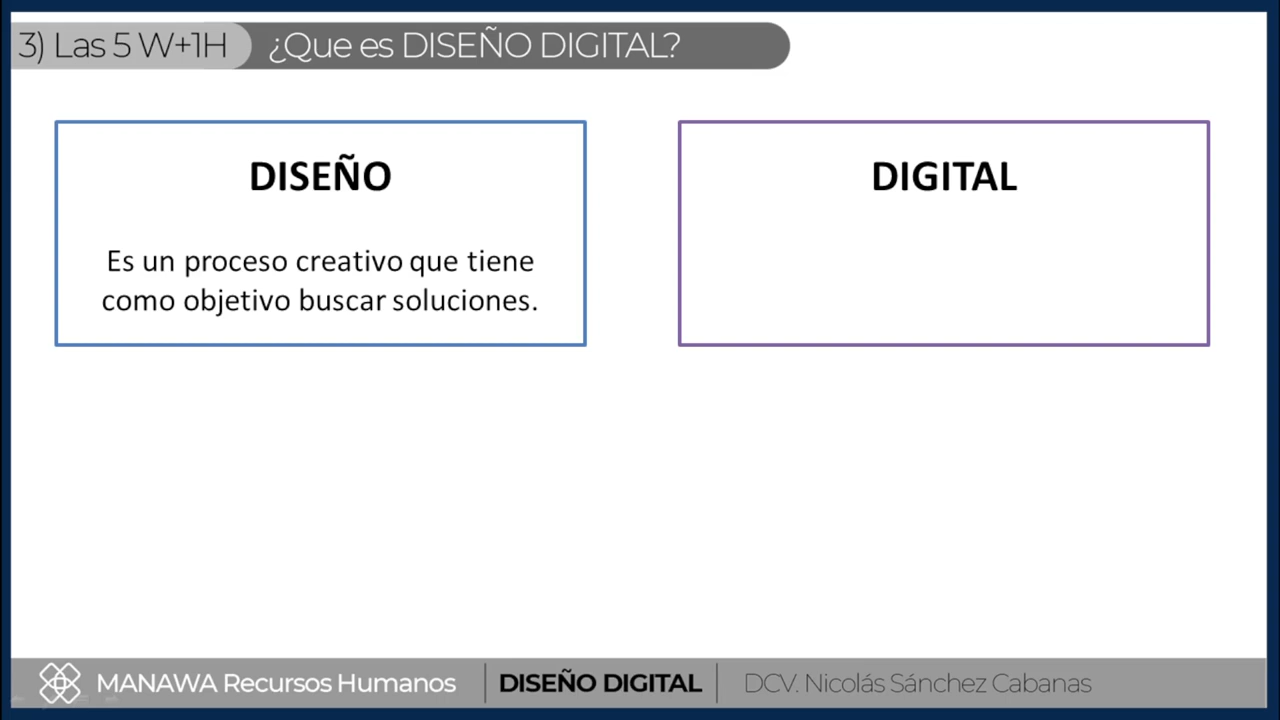 3) Las 5 W+1H ¿Que es DISEÑO DIGITAL?
DISEÑO
Es un proceso creativo que tiene
como objetivo buscar soluciones.
DIGITAL
MANAWA Recursos Humanos DISEÑO DIGITAL DCV. Nicolás Sánchez Cabanas